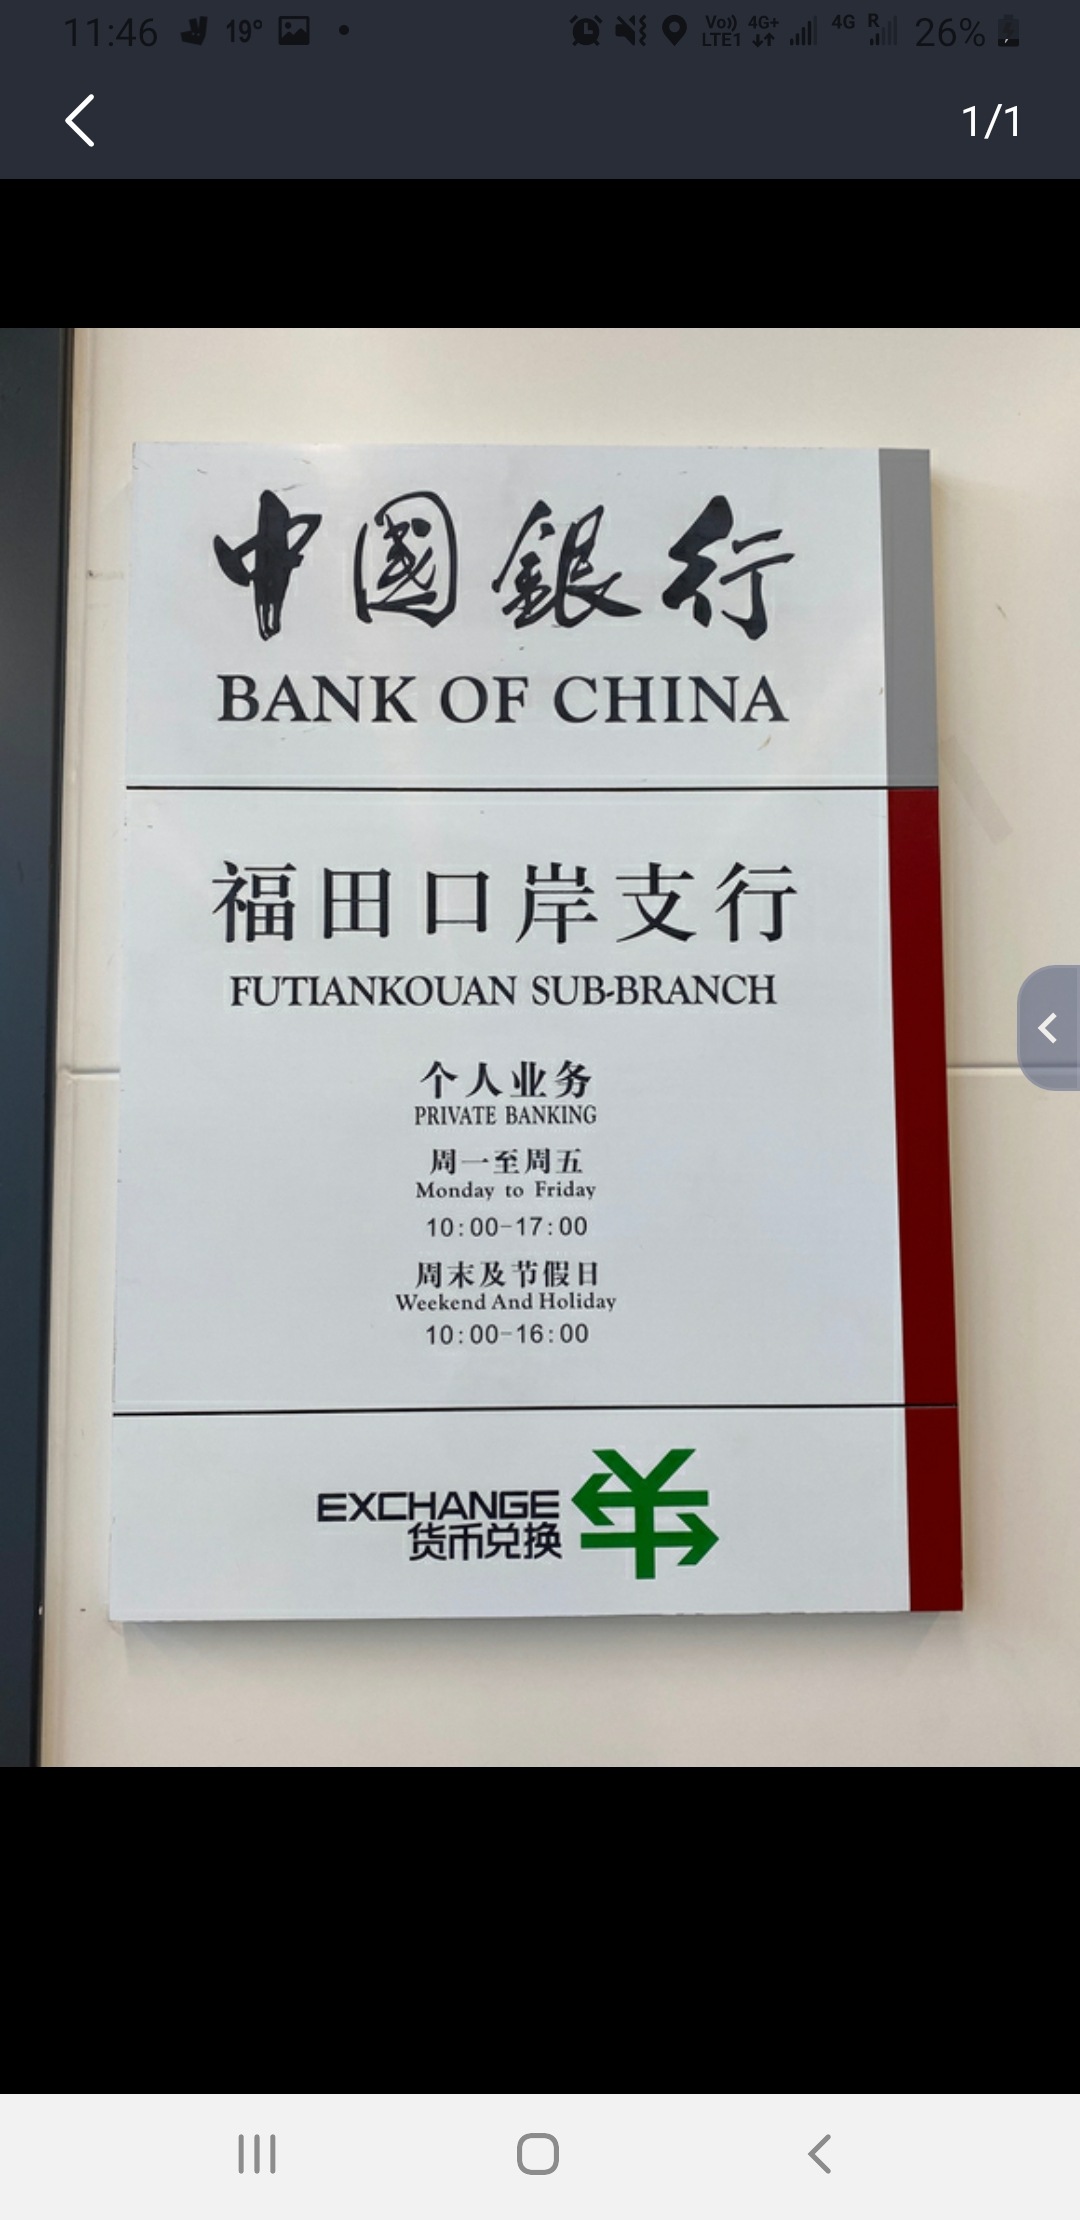 11:46 19° Vo)) LTE1 4G+ 4G R 26%
1/1
中國銀行
BANK OF CHINA
福田口岸支行
FUTIANKOUAN SUB-BRANCH
个人业务
PRIVATE BANKING
周一至周五
Monday to Friday
10:00-17:00
周末及节假日
Weekend And Holiday
10:00-16:00
EXCHANGE
货币兑换